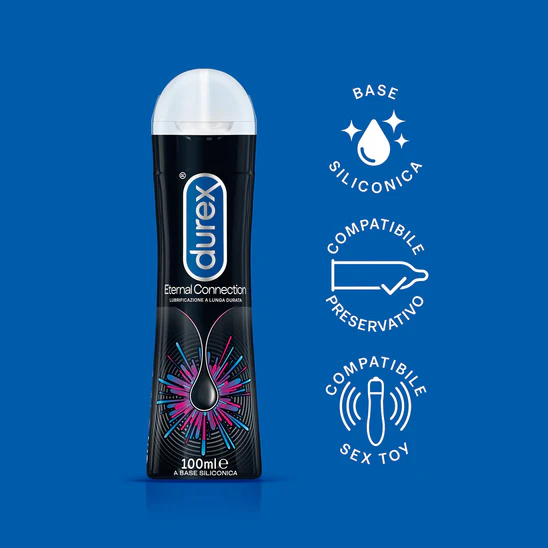 durex
®
Eternal Connection
LUBRIFICAZIONE A LUNGA DURATA
100ml ℮
A BASE SILICONICA
BASE
SILICONICA
COMPATIBILE
PRESERVATIVO
COMPATIBILE
SEX TOY